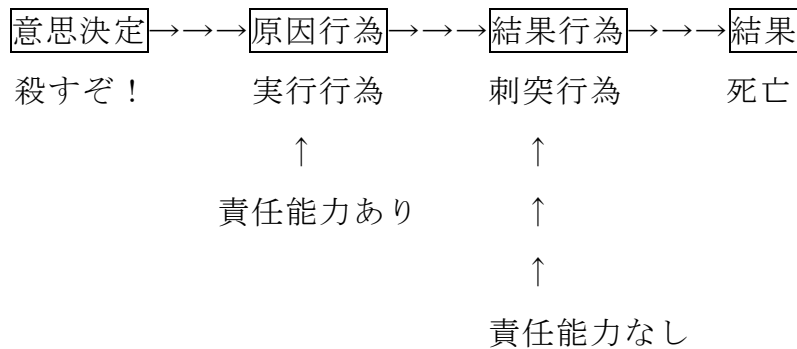 意思決定→→→原因行為→→→結果行為→→→結果
殺すぞ！ 実行行為 刺突行為 死亡
↑ ↑
責任能力あり ↑
↑
責任能力なし